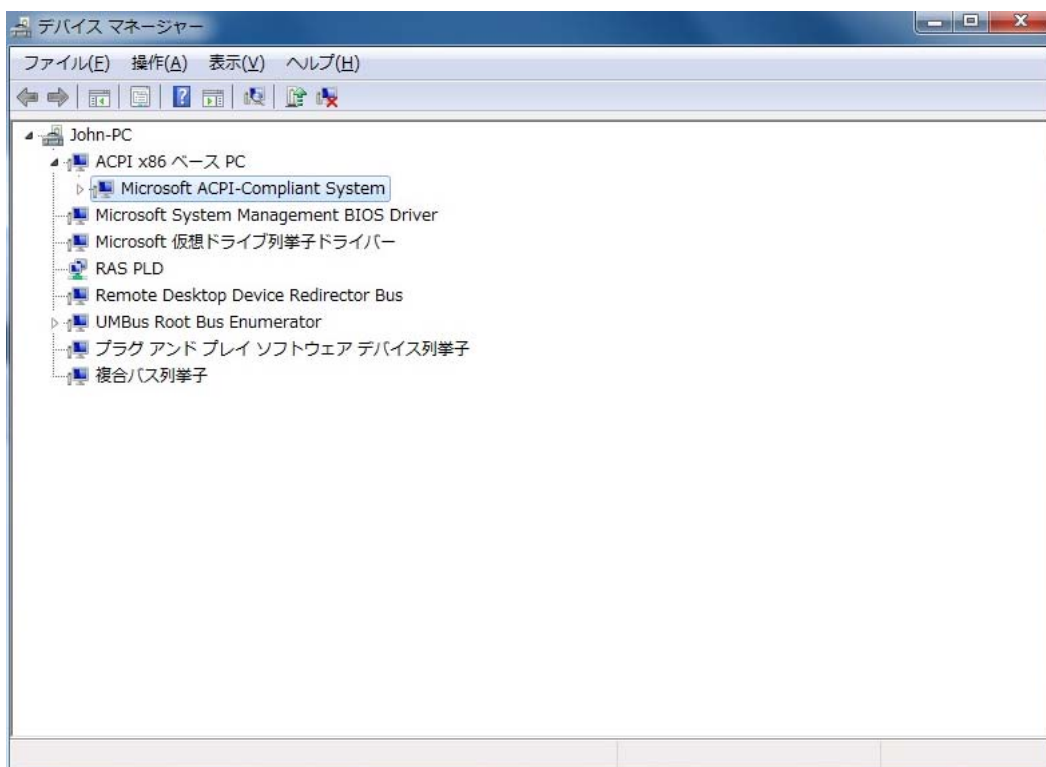 デバイス マネージャー
ファイル(F) 操作(A) 表示(V) ヘルプ(H)
John-PC
ACPI x86 ベース PC
Microsoft ACPI-Compliant System
Microsoft System Management BIOS Driver
Microsoft 仮想ドライブ列挙子ドライバー
RAS PLD
Remote Desktop Device Redirector Bus
UMBus Root Bus Enumerator
プラグ アンド プレイ ソフトウェア デバイス列挙子
複合バス列挙子